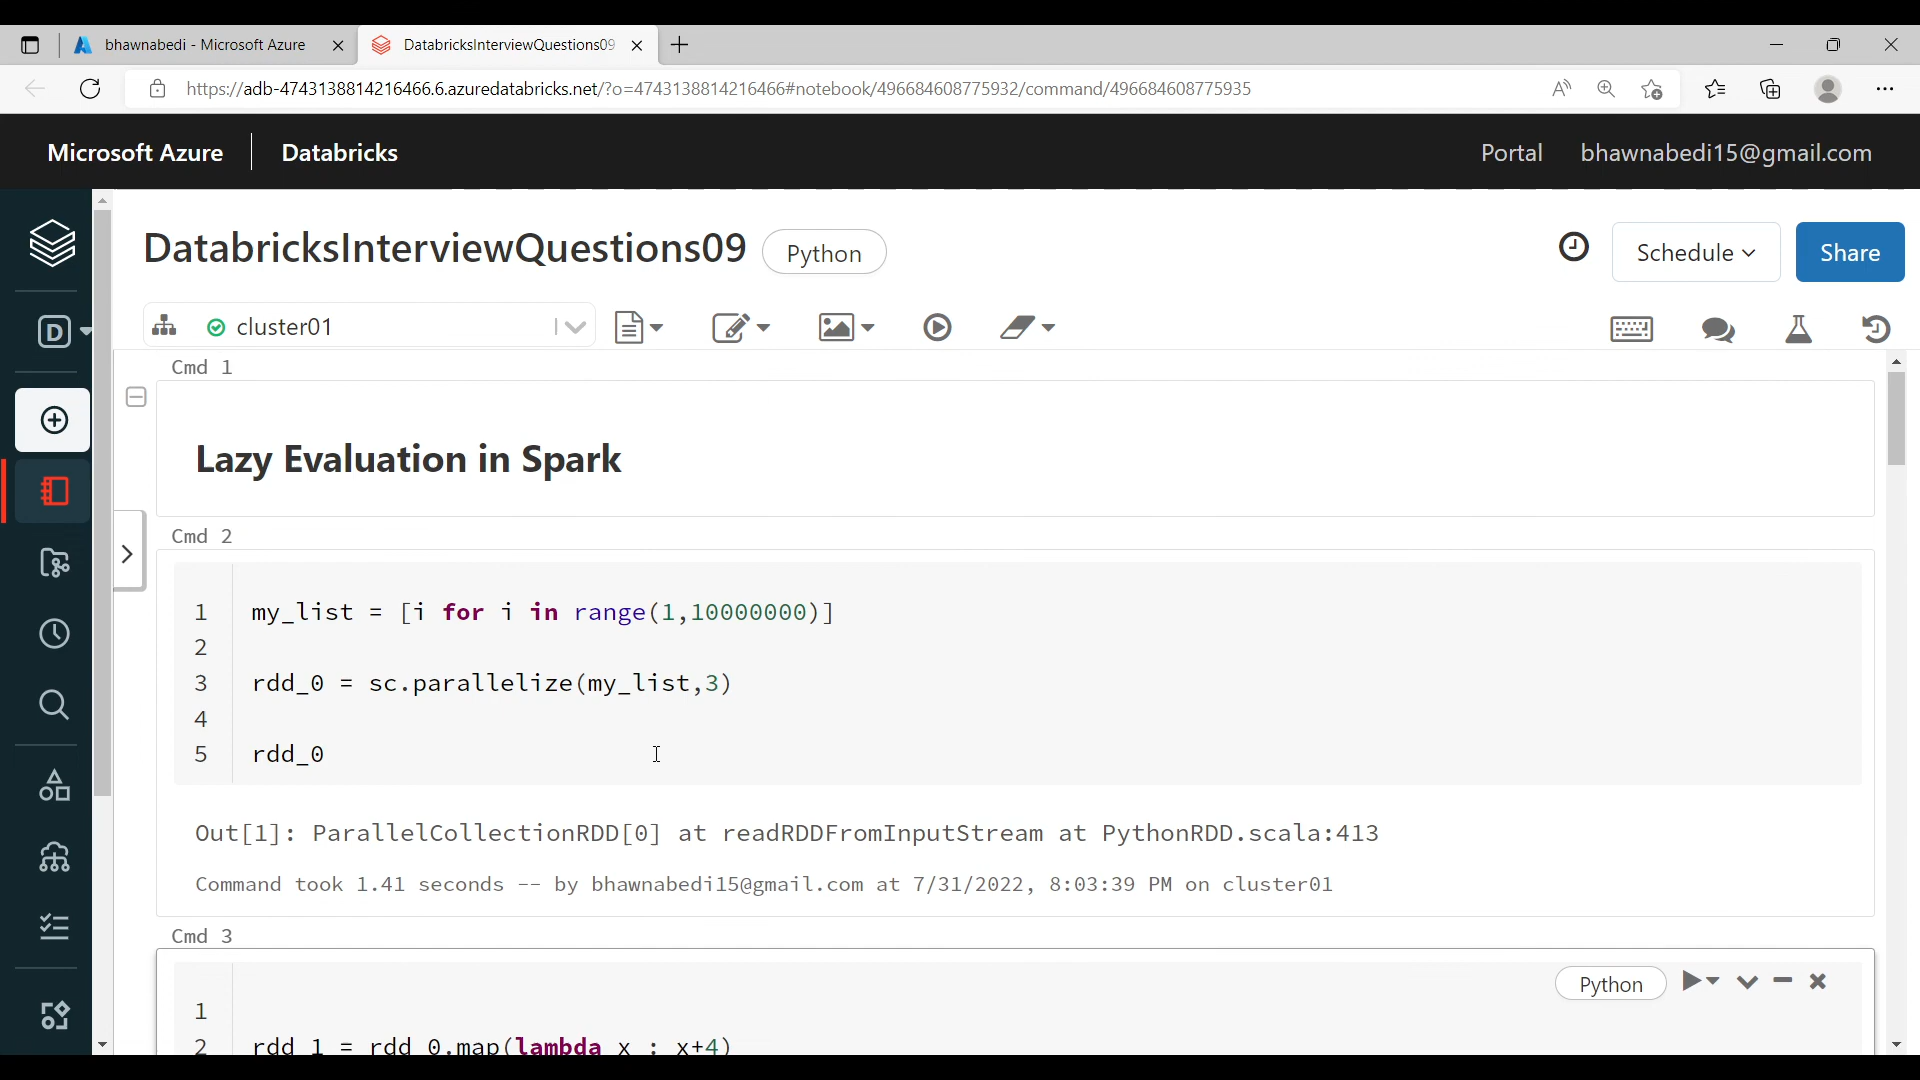 bhawnabedi - Microsoft Azure
DatabricksInterviewQuestions09
https://adb-4743138814216466.6.azuredatabricks.net/?o=4743138814216466#notebook/496684608775932/command/496684608775935
Microsoft Azure Databricks Portal bhawnabedi15@gmail.com
DatabricksInterviewQuestions09 Python Schedule Share
D cluster01
Cmd 1
Lazy Evaluation in Spark
Cmd 2
1 my_list = [i for i in range(1,10000000)]
2
3 rdd_0 = sc.parallelize(my_list,3)
4
5 rdd_0
Out[1]: ParallelCollectionRDD[0] at readRDDFromInputStream at PythonRDD.scala:413
Command took 1.41 seconds -- by bhawnabedi15@gmail.com at 7/31/2022, 8:03:39 PM on cluster01
Cmd 3
Python
1
2 rdd_1 = rdd_0.map(lambda x : x+4)